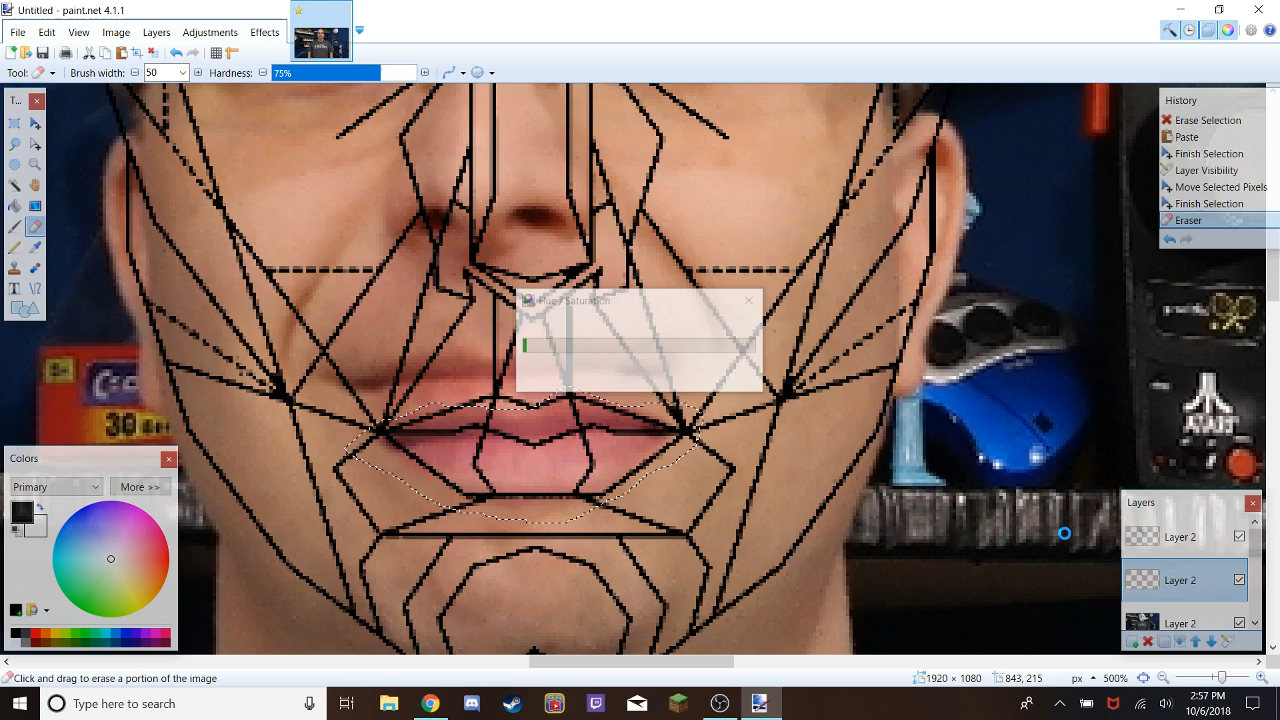 Untitled - paint.net 4.1.1
File Edit View Image Layers Adjustments Effects
Tool: Brush width: 50 Hardness: 75%
T...
History
Erase Selection
Paste
Finish Selection
Layer Visibility
Move Selected Pixels
Finish Selection
Eraser
Hue / Saturation
30
ATARI
Colors
Primary More >>
Layers
Layer 2
Layer 2
Layer 2
Click and drag to erase a portion of the image.
1920 × 1080 843, 215 px 500%
Type here to search
2:57 PM
10/6/2018